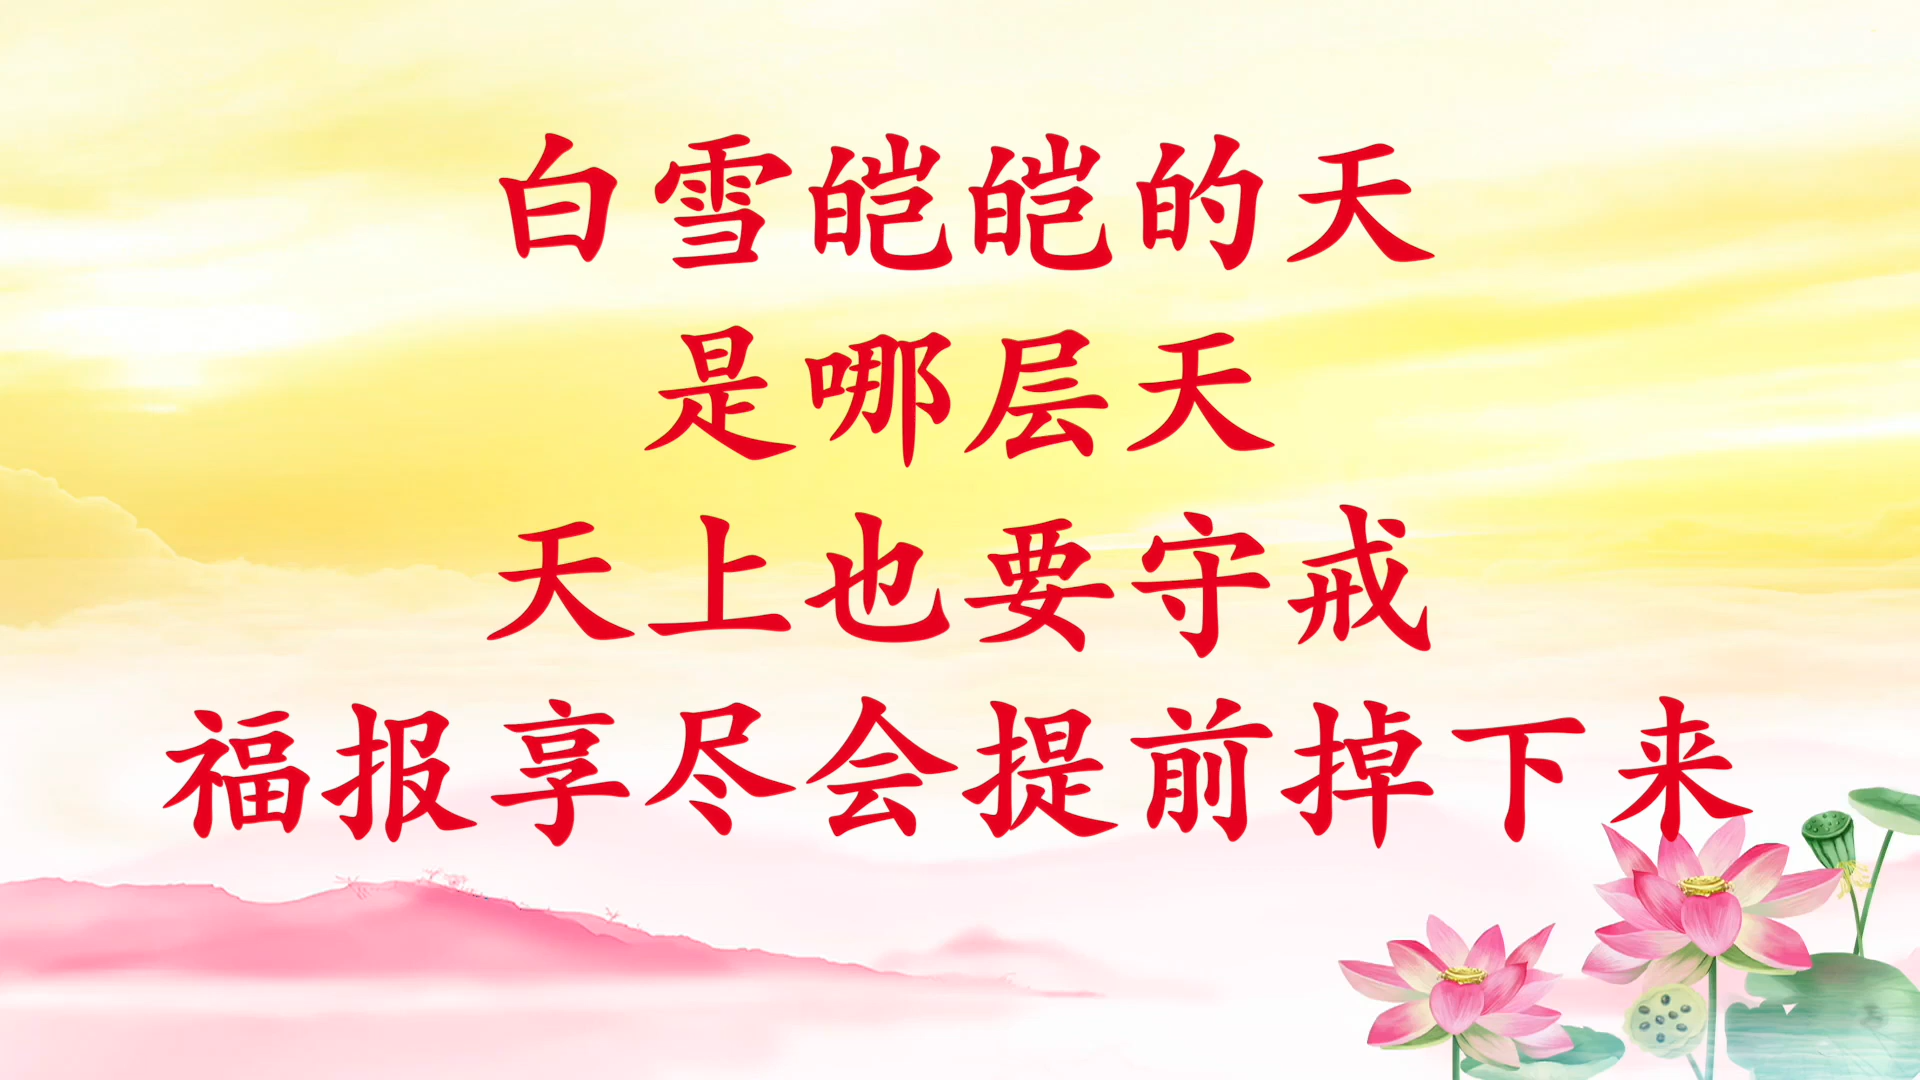 白雪皑皑的天
是哪层天
天上也要守戒
福报享尽会提前掉下来